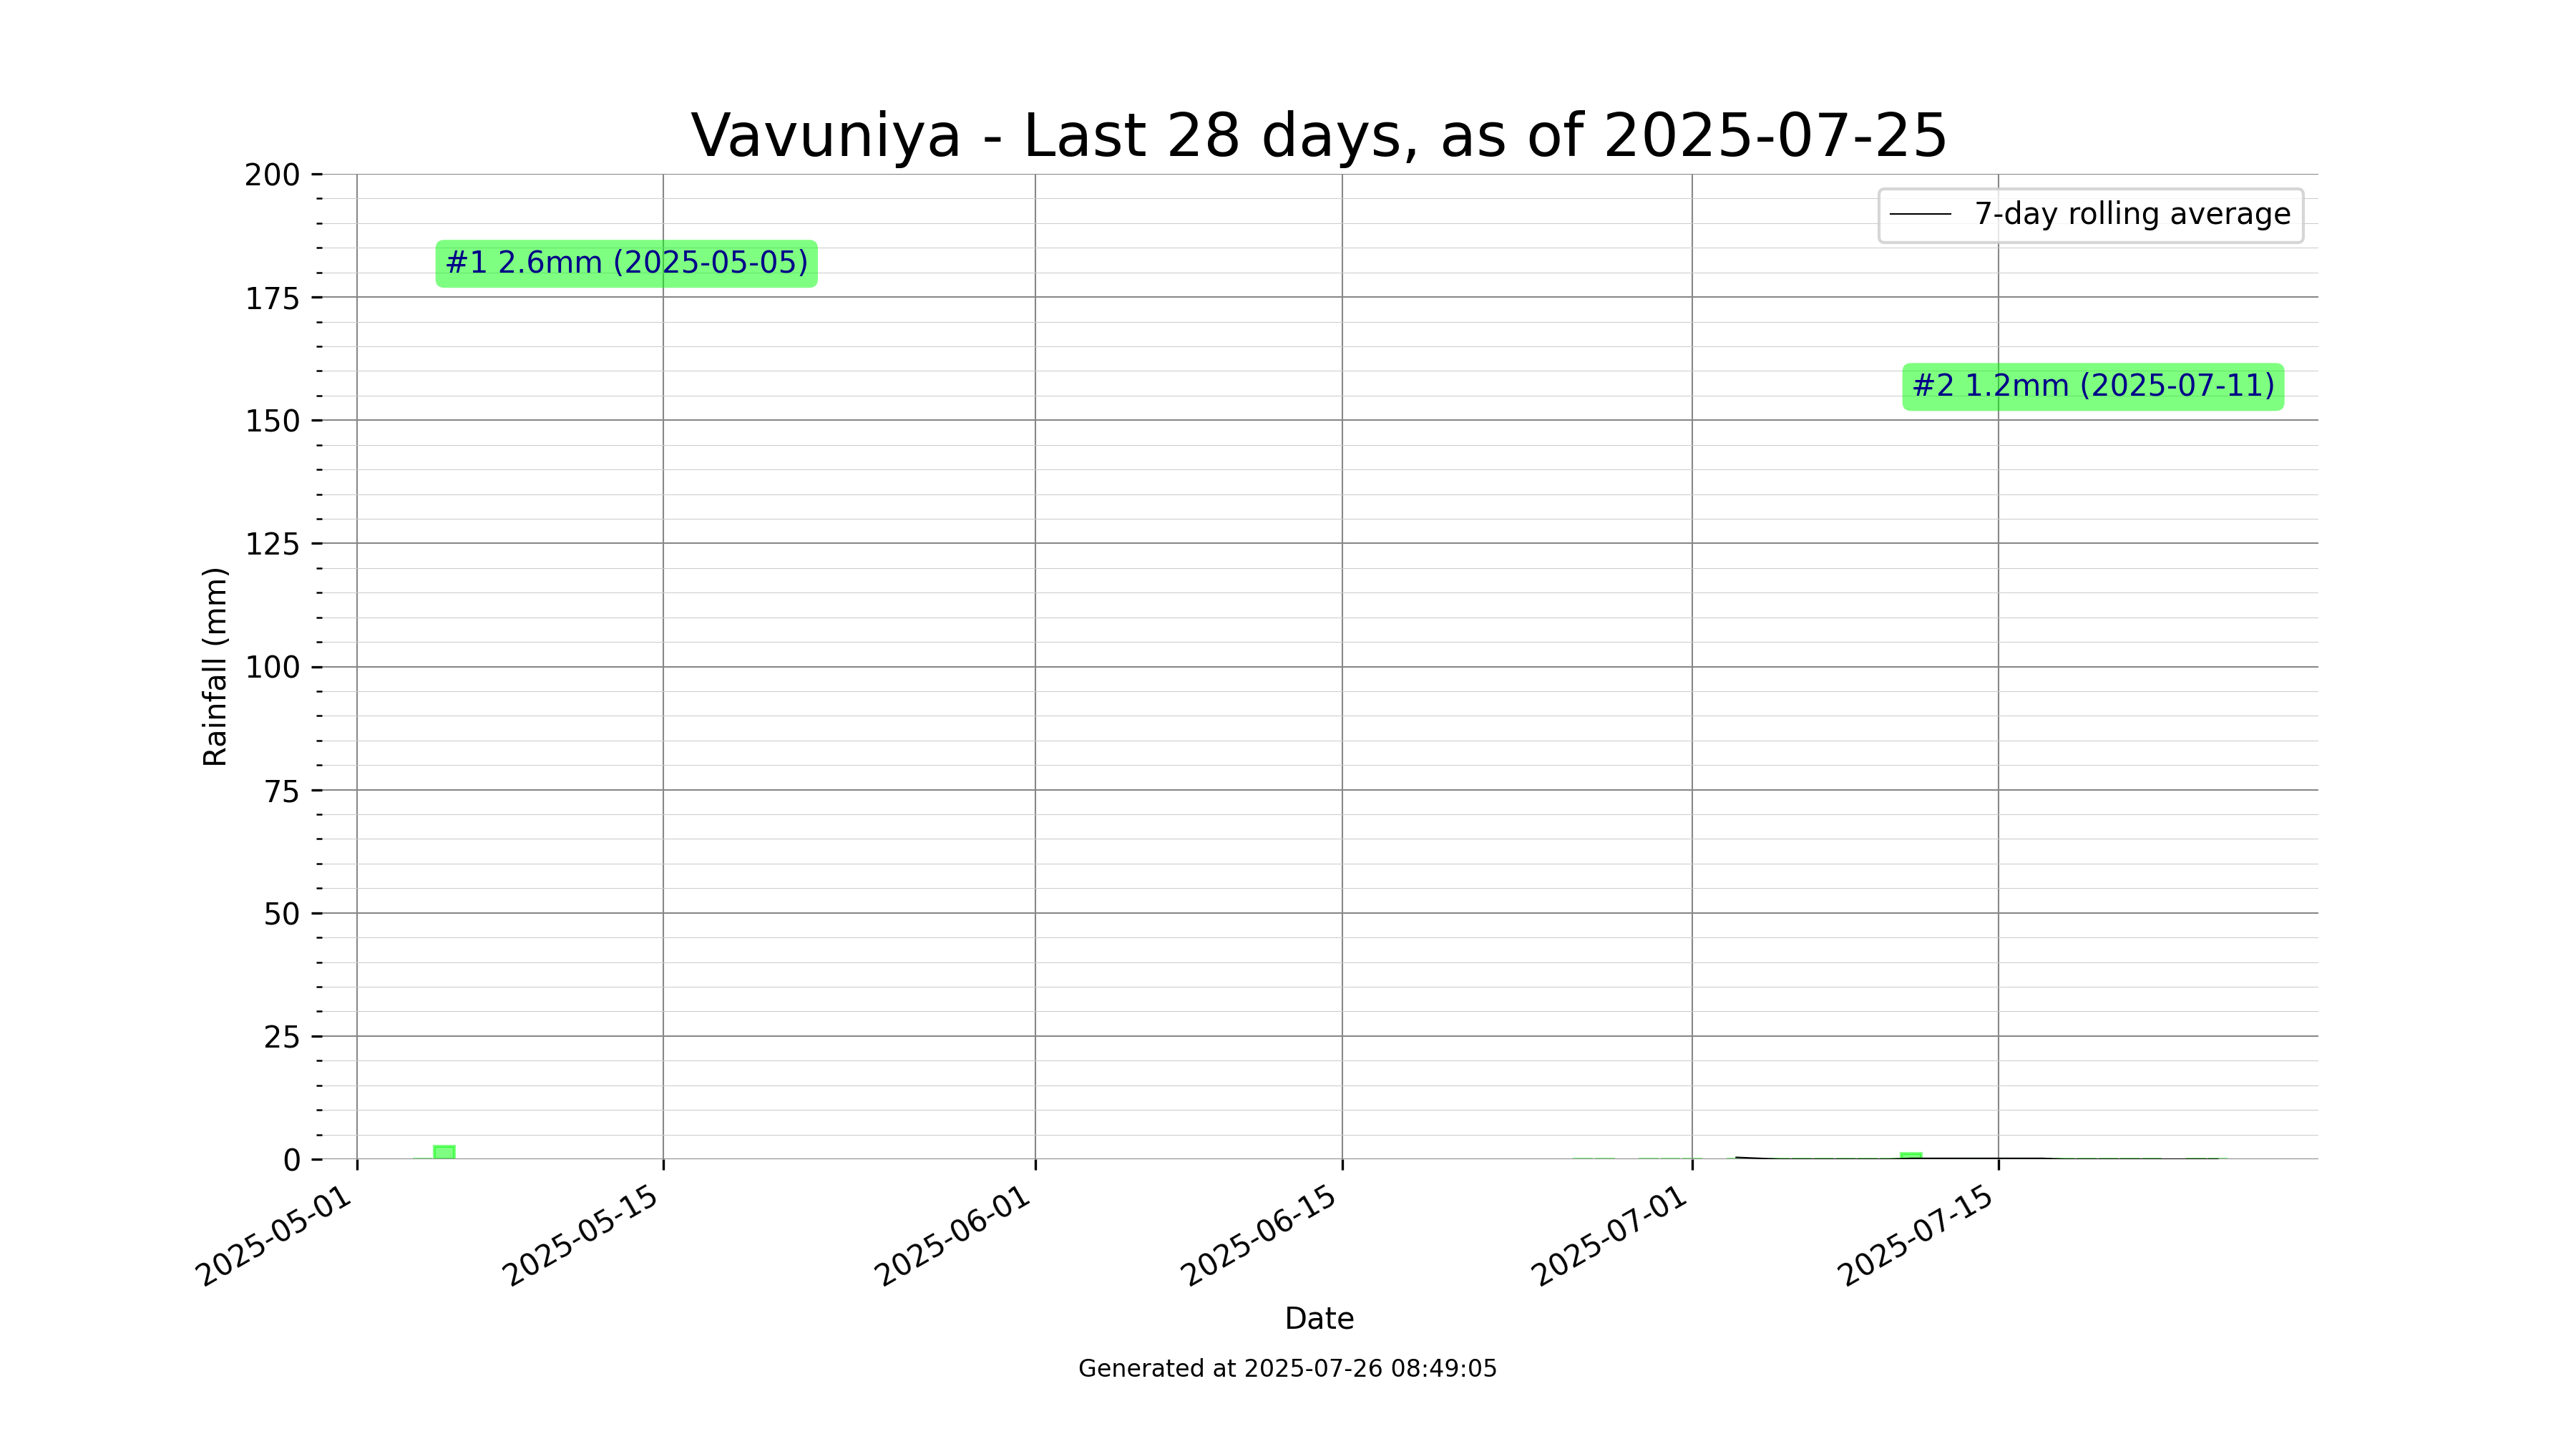 Vavuniya - Last 28 days, as of 2025-07-25
200
175
150
125
100
75
50
25
0
Rainfall (mm)
7-day rolling average
#1 2.6mm (2025-05-05)
#2 1.2mm (2025-07-11)
2025-05-01
2025-05-15
2025-06-01
2025-06-15
2025-07-01
2025-07-15
Date
Generated at 2025-07-26 08:49:05